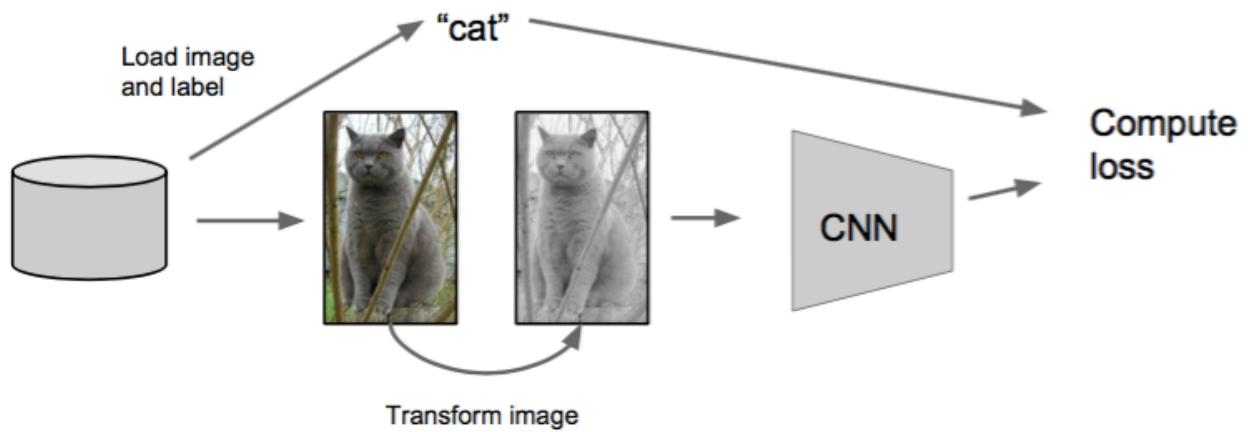 “cat”
Load image
and label
Compute
loss
CNN
Transform image